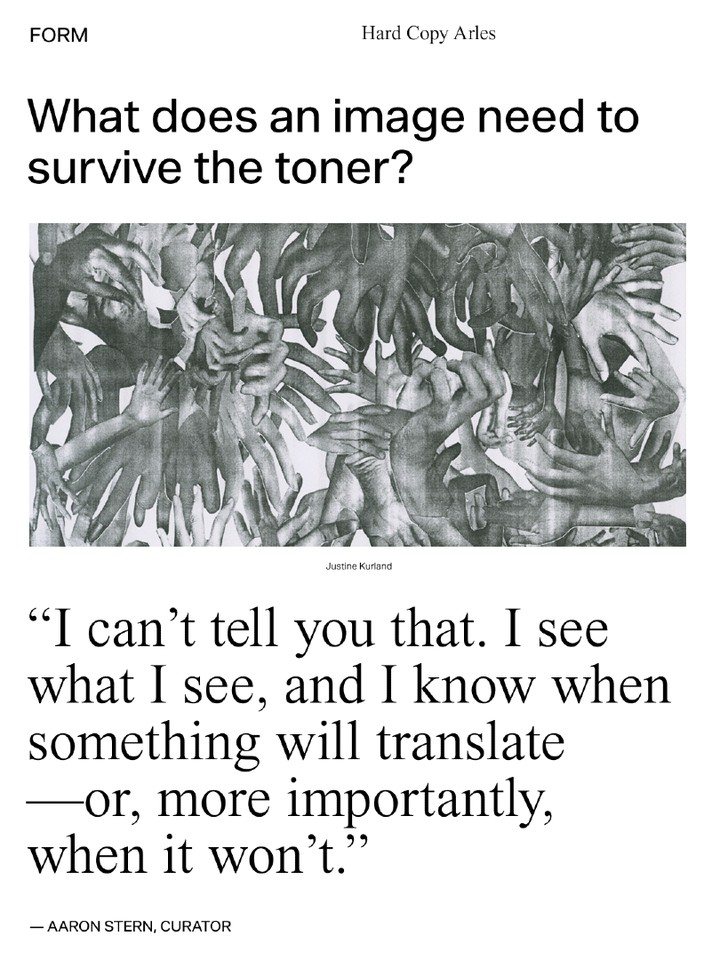 FORM
Hard Copy Arles
What does an image need to
survive the toner?
Justine Kurland
“I can’t tell you that. I see
what I see, and I know when
something will translate
—or, more importantly,
when it won’t.”
— AARON STERN, CURATOR